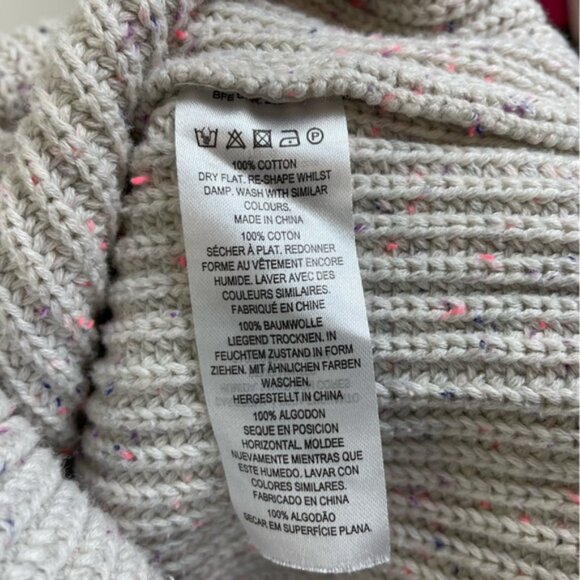 100% COTTON
DRY FLAT. RE-SHAPE WHILST
DAMP. WASH WITH SIMILAR
COLOURS.
MADE IN CHINA
100% COTON
SÉCHER À PLAT. REDONNER
FORME AU VÊTEMENT ENCORE
HUMIDE. LAVER AVEC DES
COULEURS SIMILAIRES.
FABRIQUÉ EN CHINE
100% BAUMWOLLE
LIEGEND TROCKNEN. IN
FEUCHTEM ZUSTAND IN FORM
ZIEHEN. MIT ÄHNLICHEN FARBEN
WASCHEN.
HERGESTELLT IN CHINA
100% ALGODON
SEQUE EN POSICION
HORIZONTAL. MOLDEE
NUEVAMENTE MIENTRAS QUE
ESTE HUMEDO. LAVAR CON
COLORES SIMILARES.
FABRICADO EN CHINA
100% ALGODÃO
SECAR EM SUPERFÍCIE PLANA.